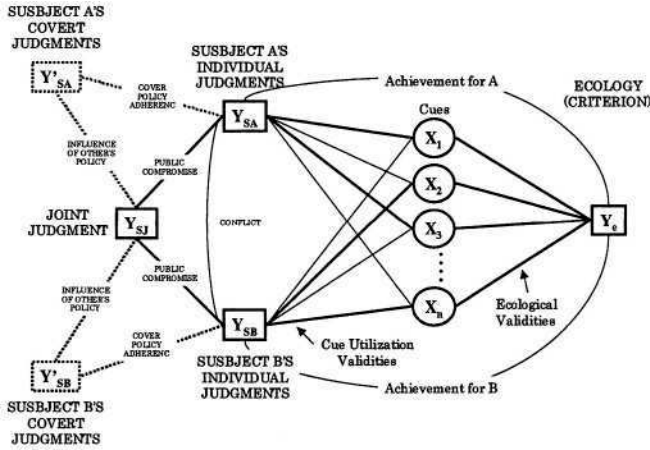 SUSBJECT A'S
COVERT
JUDGMENTS
Y'SA
COVER
POLICY
ADHERENC
INFLUENCE
OF OTHER'S
POLICY
SUSBJECT A'S
INDIVIDUAL
JUDGMENTS
YSA
PUBLIC
COMPROMISE
JOINT
JUDGMENT
YSJ
CONFLICT
PUBLIC
COMPROMISE
INFLUENCE
OF OTHER'S
POLICY
COVER
POLICY
ADHERENC
Y'SB
SUSBJECT B'S
COVERT
JUDGMENTS
YSB
SUSBJECT B'S
INDIVIDUAL
JUDGMENTS
Achievement for A
Cues
X1
X2
X3
Xn
Cue Utilization
Validities
Ecological
Validities
Achievement for B
ECOLOGY
(CRITERION)
Ye